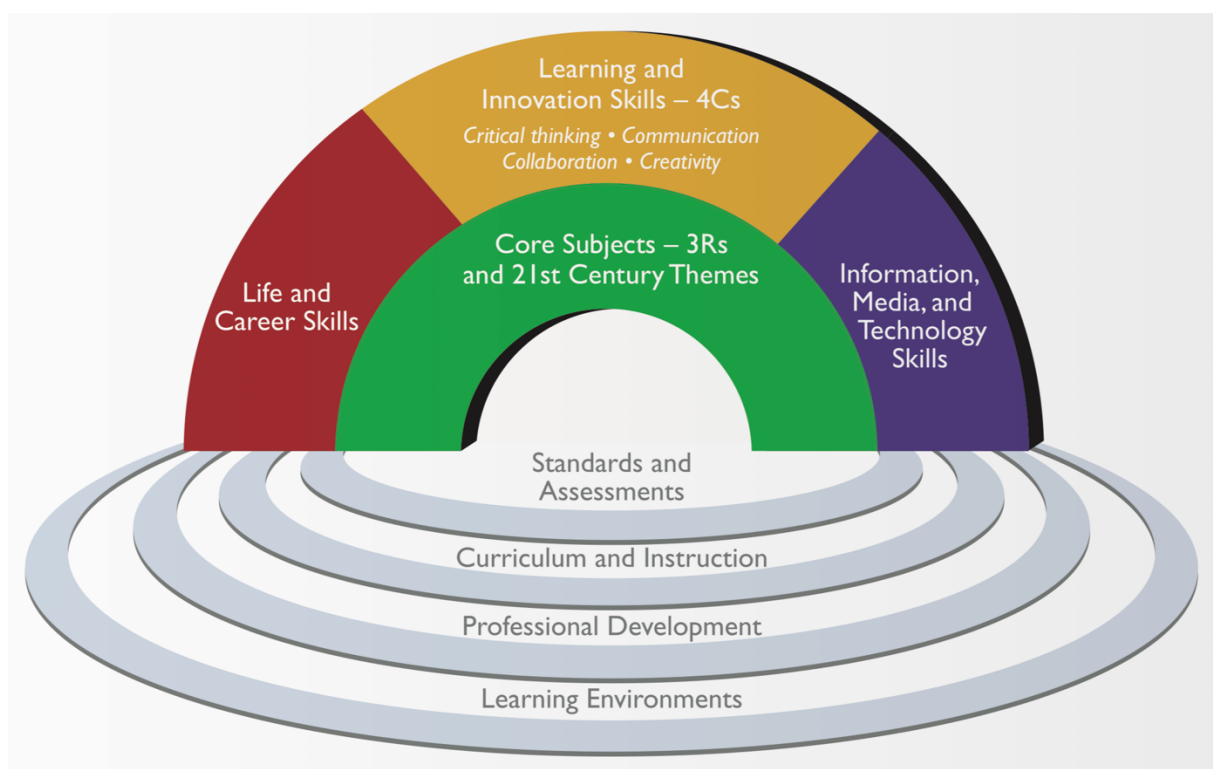 Learning and
Innovation Skills – 4Cs
Critical thinking • Communication
Collaboration • Creativity
Core Subjects – 3Rs
and 21st Century Themes
Life and
Career Skills
Information,
Media, and
Technology
Skills
Standards and
Assessments
Curriculum and Instruction
Professional Development
Learning Environments